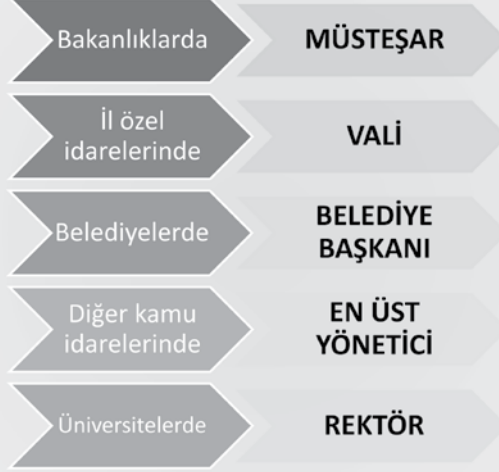 Bakanlıklarda
MÜSTEŞAR
İl özel
idarelerinde
VALİ
Belediyelerde
BELEDİYE
BAŞKANI
Diğer kamu
idarelerinde
EN ÜST
YÖNETİCİ
Üniversitelerde
REKTÖR